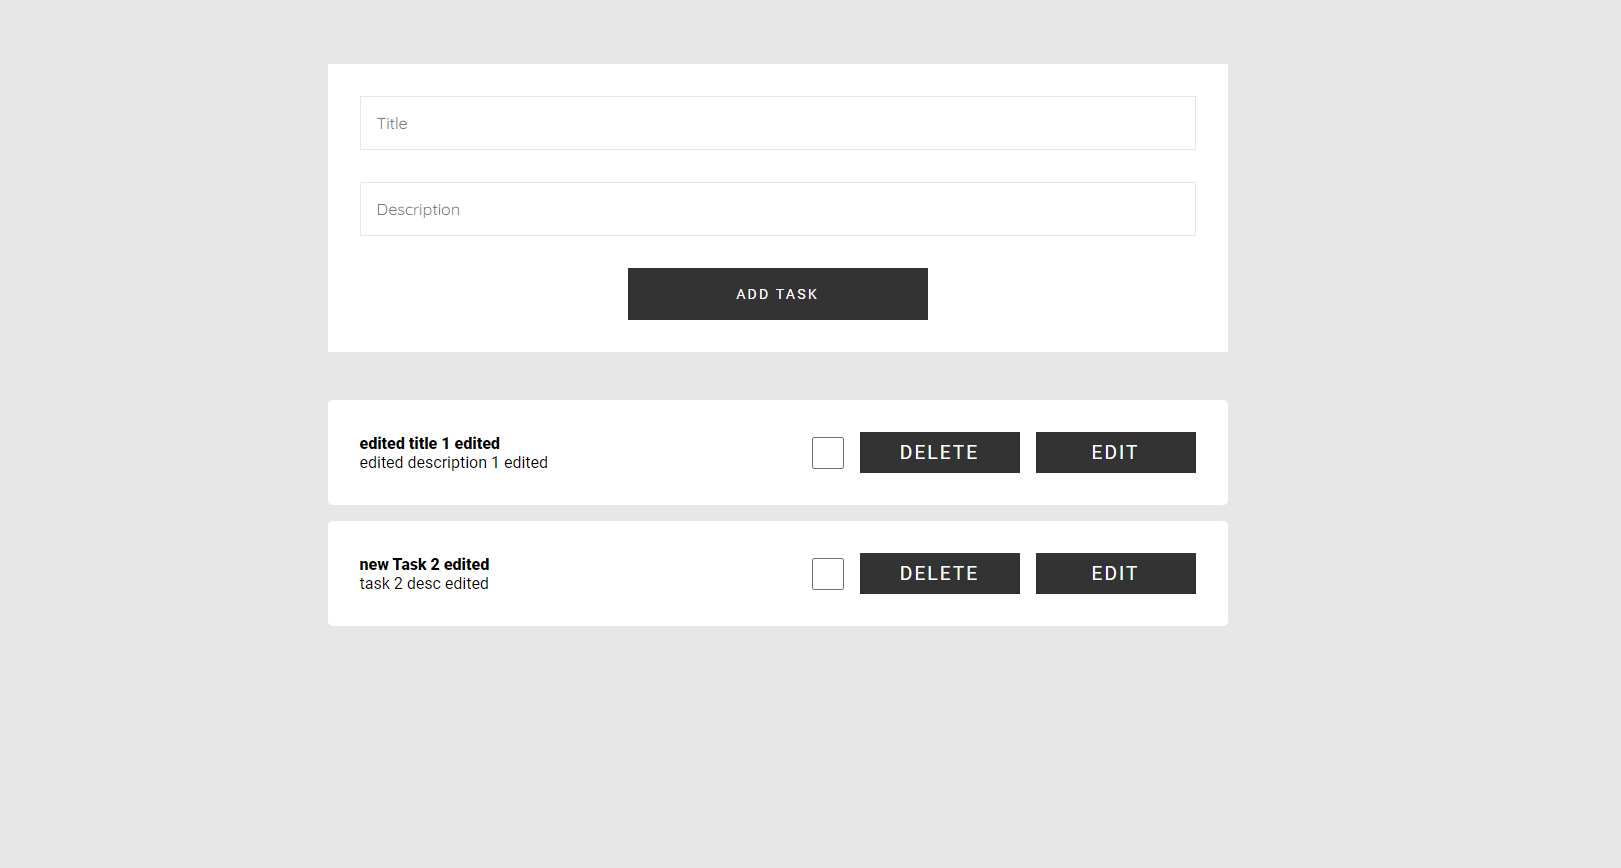 Title
Description
ADD TASK
edited title 1 edited
edited description 1 edited
DELETE
EDIT
new Task 2 edited
task 2 desc edited
DELETE
EDIT